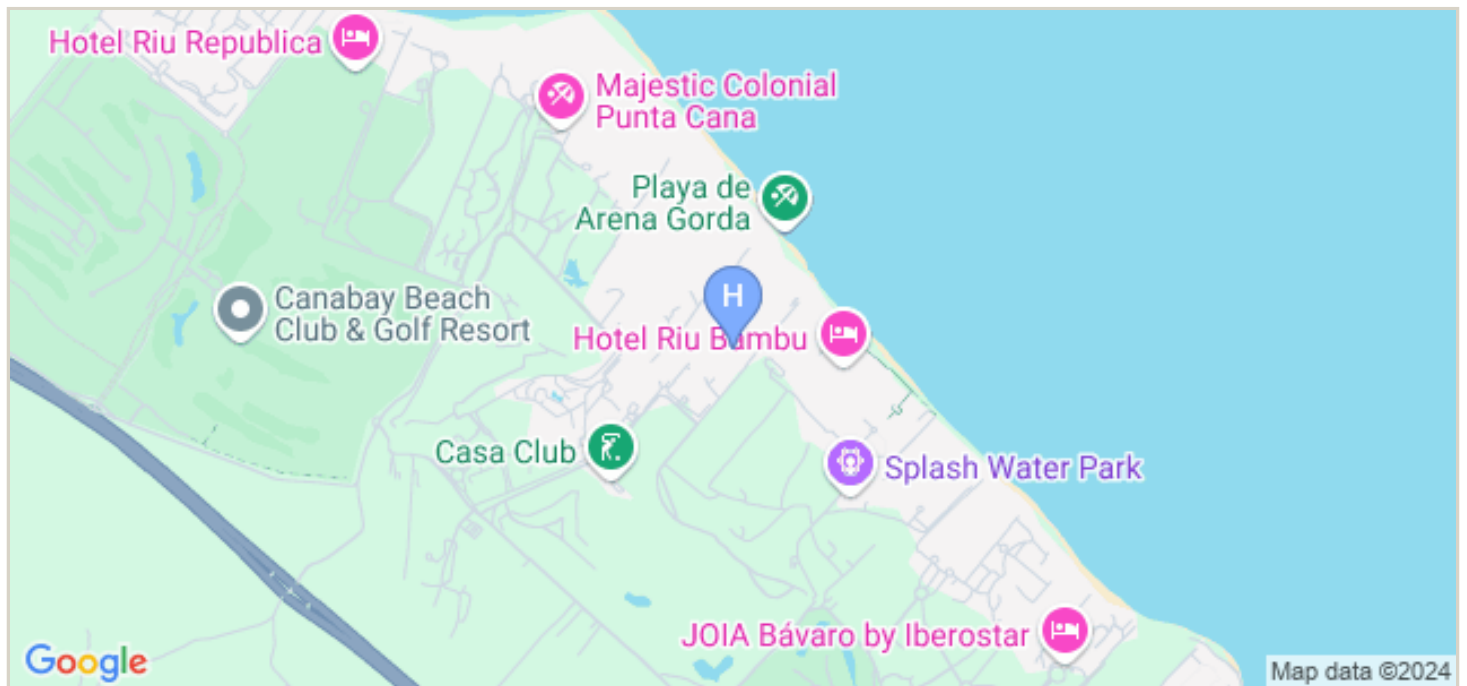 Hotel Riu Republica
Majestic Colonial
Punta Cana
Playa de
Arena Gorda
H
Canabay Beach
Club & Golf Resort
Hotel Riu Bambu
Casa Club
Splash Water Park
JOIA Bávaro by Iberostar
Google
Map data ©2024